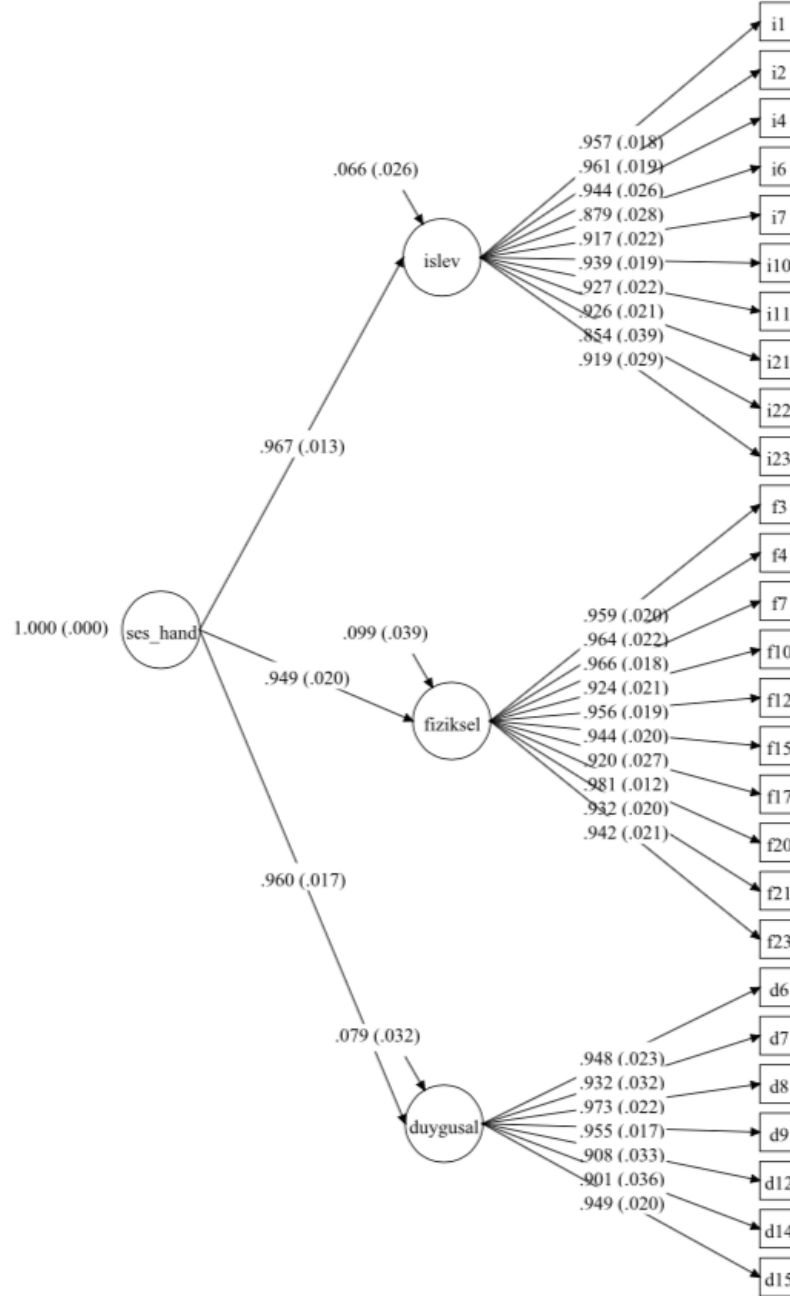 i1
i2
i4
i6
i7
i10
i11
i21
i22
i23
.957 (.018)
.961 (.019)
.944 (.026)
.879 (.028)
.917 (.022)
.939 (.019)
.927 (.022)
.926 (.021)
.854 (.039)
.919 (.029)
.066 (.026)
islev
.967 (.013)
f3
f4
f7
f10
f12
f15
f17
f20
f21
f23
.959 (.020)
.964 (.022)
.966 (.018)
.924 (.021)
.956 (.019)
.944 (.020)
.920 (.027)
.981 (.012)
.932 (.020)
.942 (.021)
1.000 (.000)
ses_hand
.099 (.039)
.949 (.020)
fiziksel
.960 (.017)
.079 (.032)
duygusal
.948 (.023)
.932 (.032)
.973 (.022)
.955 (.017)
.908 (.033)
.901 (.036)
.949 (.020)
d6
d7
d8
d9
d12
d14
d15